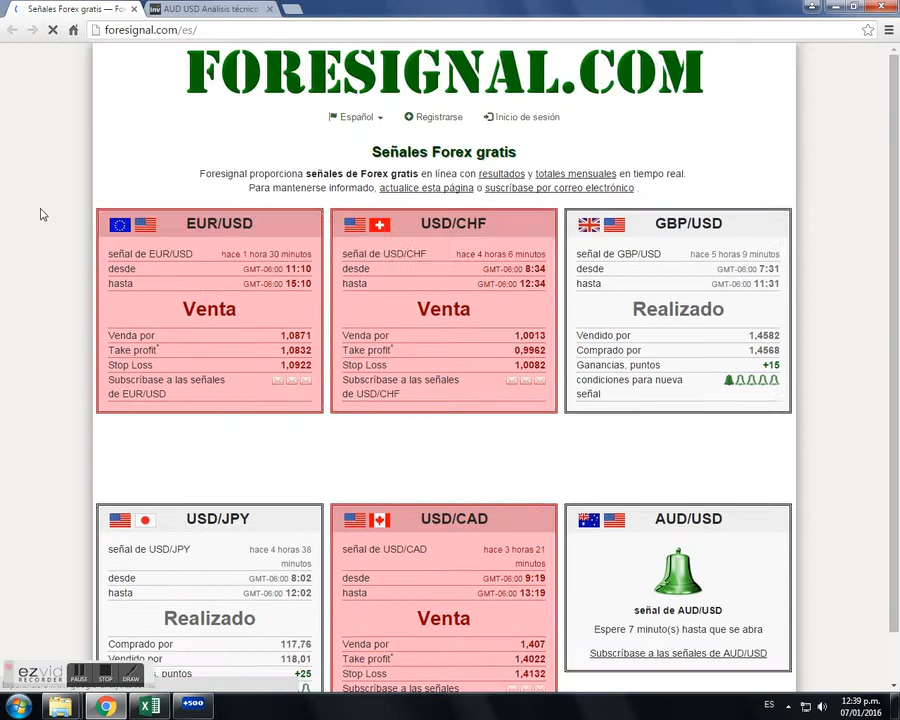 Señales Forex gratis — Fo
Inv AUD USD Análisis técnico
foresignal.com/es/
FORESIGNAL.COM
Español
Registrarse
Inicio de sesión
Señales Forex gratis
Foresignal proporciona señales de Forex gratis en línea con resultados y totales mensuales en tiempo real.
Para mantenerse informado, actualice esta página o suscríbase por correo electrónico .
EUR/USD
señal de EUR/USD hace 1 hora 30 minutos
desde GMT-06:00 11:10
hasta GMT-06:00 15:10
Venta
Venda por 1,0871
Take profit* 1,0832
Stop Loss 1,0922
Subscríbase a las señales
de EUR/USD
USD/CHF
señal de USD/CHF hace 4 horas 6 minutos
desde GMT-06:00 8:34
hasta GMT-06:00 12:34
Venta
Venda por 1,0013
Take profit* 0,9962
Stop Loss 1,0082
Subscríbase a las señales
de USD/CHF
GBP/USD
señal de GBP/USD hace 5 horas 9 minutos
desde GMT-06:00 7:31
hasta GMT-06:00 11:31
Realizado
Vendido por 1,4582
Comprado por 1,4568
Ganancias, puntos +15
condiciones para nueva
señal
USD/JPY
señal de USD/JPY hace 4 horas 38
minutos
desde GMT-06:00 8:02
hasta GMT-06:00 12:02
Realizado
Comprado por 117,76
Vendido por 118,01
s, puntos +25
USD/CAD
señal de USD/CAD hace 3 horas 21
minutos
desde GMT-06:00 9:19
hasta GMT-06:00 13:19
Venta
Venda por 1,407
Take profit* 1,4022
Stop Loss 1,4132
Subscríbase a las señales
AUD/USD
señal de AUD/USD
Espere 7 minuto(s) hasta que se abra
Subscríbase a las señales de AUD/USD
ezvid
RECORDER
PAUSE
STOP
DRAW
+500
ES
12:39 p.m.
07/01/2016